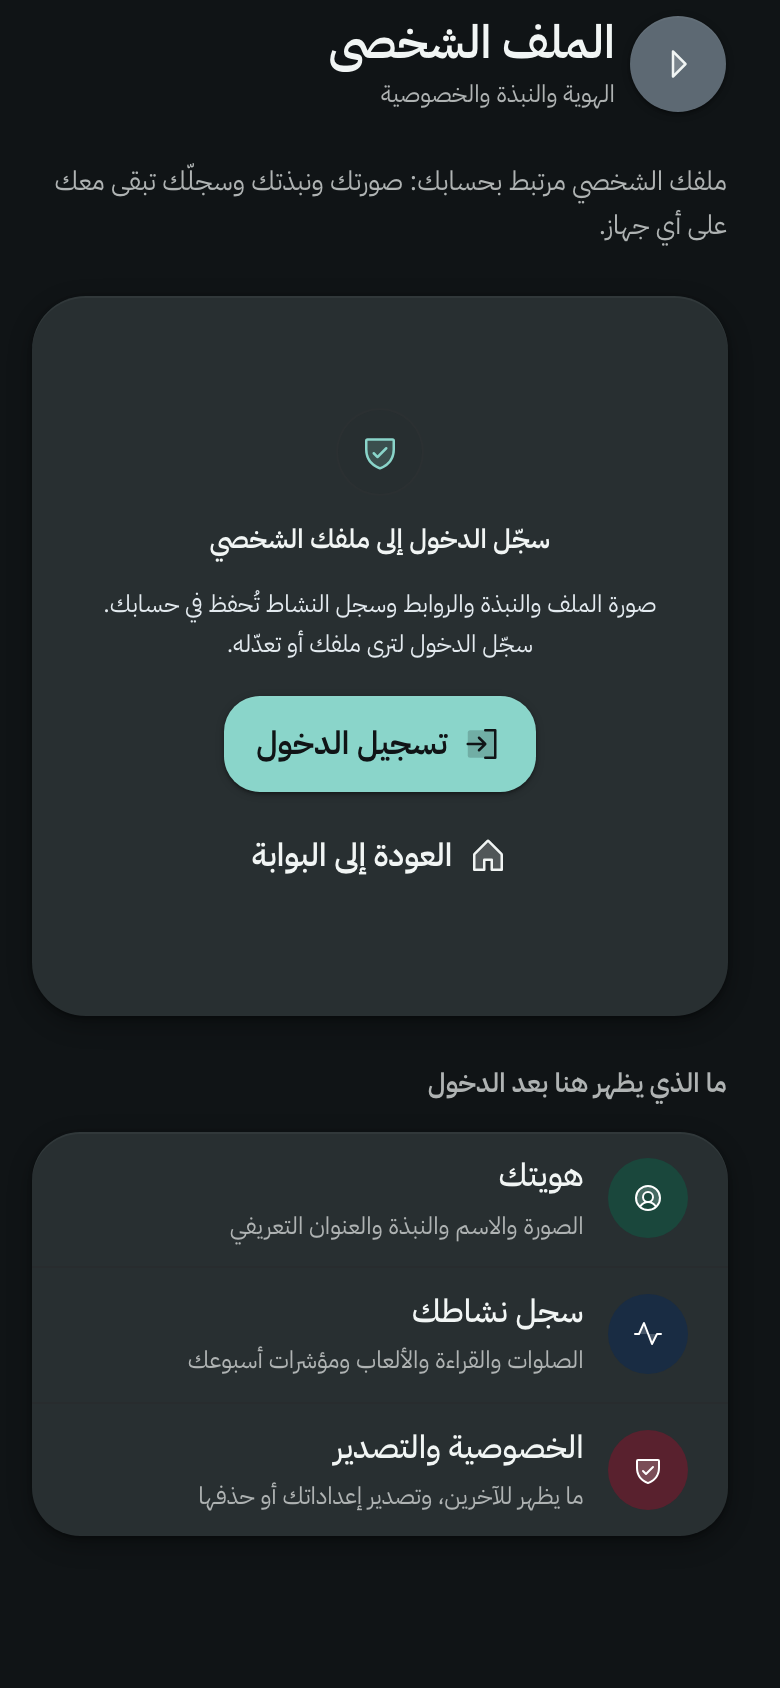 الملف الشخصي
الهوية والنبذة والخصوصية
ملفك الشخصي مرتبط بحسابك: صورتك ونبذتك وسجلّك تبقى معك
على أي جهاز.
سجّل الدخول إلى ملفك الشخصي
صورة الملف والنبذة والروابط وسجل النشاط تُحفظ في حسابك.
سجّل الدخول لترى ملفك أو تعدّله.
تسجيل الدخول
العودة إلى البوابة
ما الذي يظهر هنا بعد الدخول
هويتك
الصورة والاسم والنبذة والعنوان التعريفي
سجل نشاطك
الصلوات والقراءة والألعاب ومؤشرات أسبوعك
الخصوصية والتصدير
ما يظهر للآخرين، وتصدير إعداداتك أو حذفها